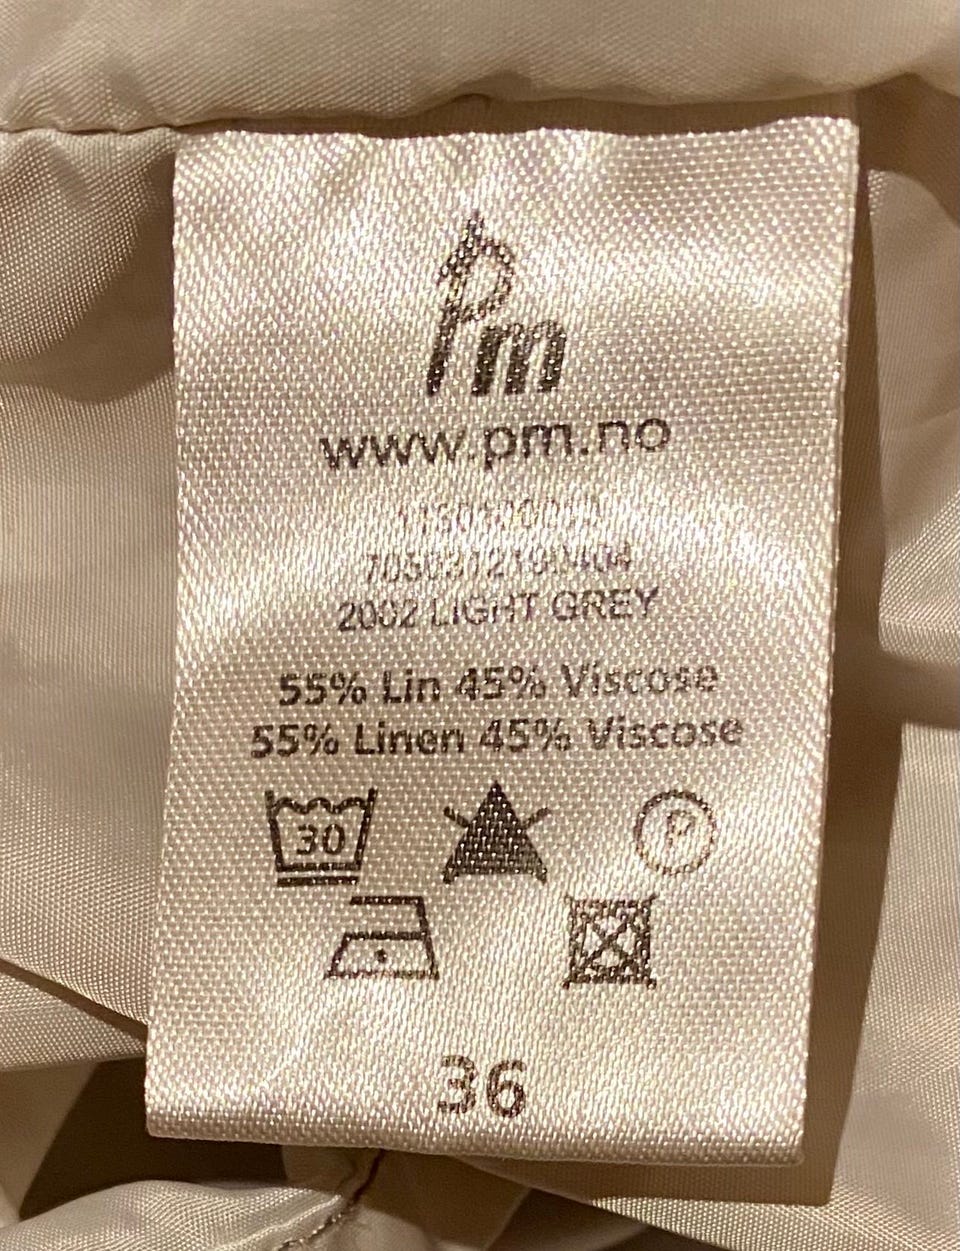 Pm
www.pm.no
2002 LIGHT GREY
55% Lin 45% Viscose
55% Linen 45% Viscose
30 P
36